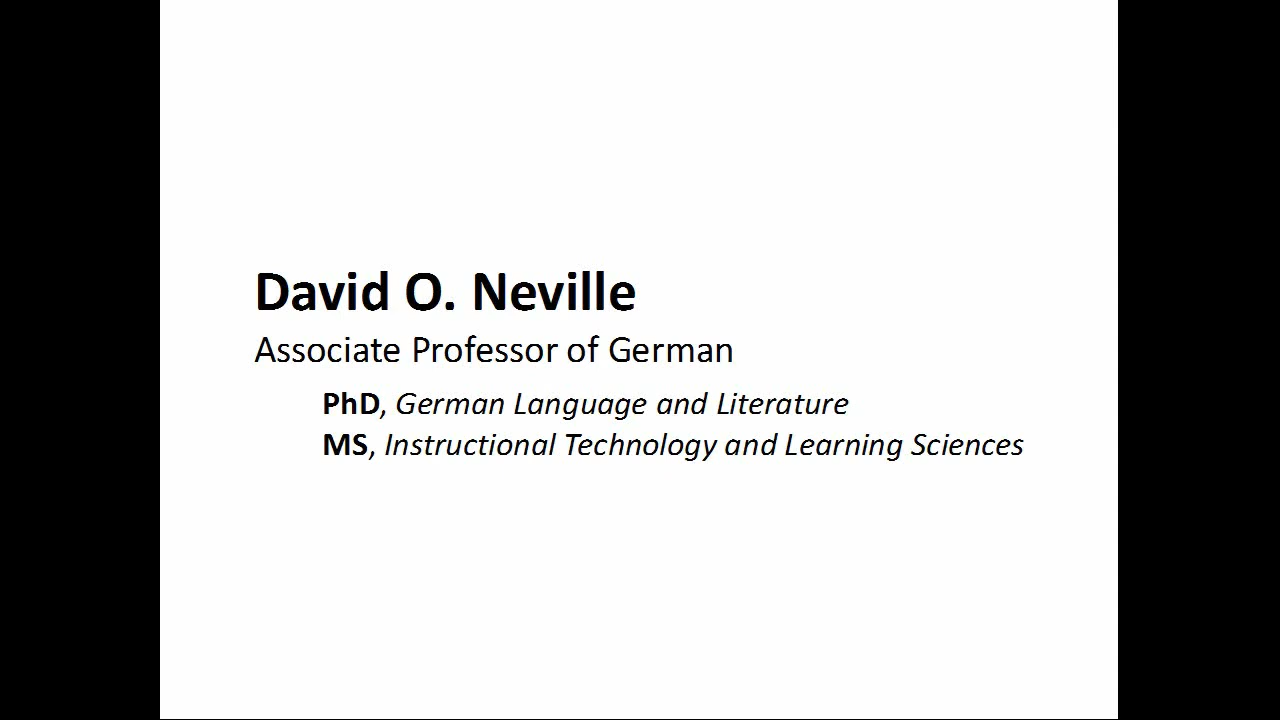 David O. Neville
Associate Professor of German
PhD, German Language and Literature
MS, Instructional Technology and Learning Sciences